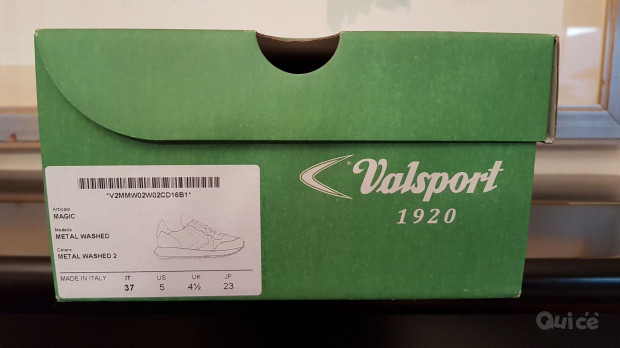 Valsport
1920
*V2MMW02W02CD16B1*
Articolo
MAGIC
Modello
METAL WASHED
Colore
METAL WASHED 2
MADE IN ITALY IT US UK JP
37 5 4½ 23
Qui c'è